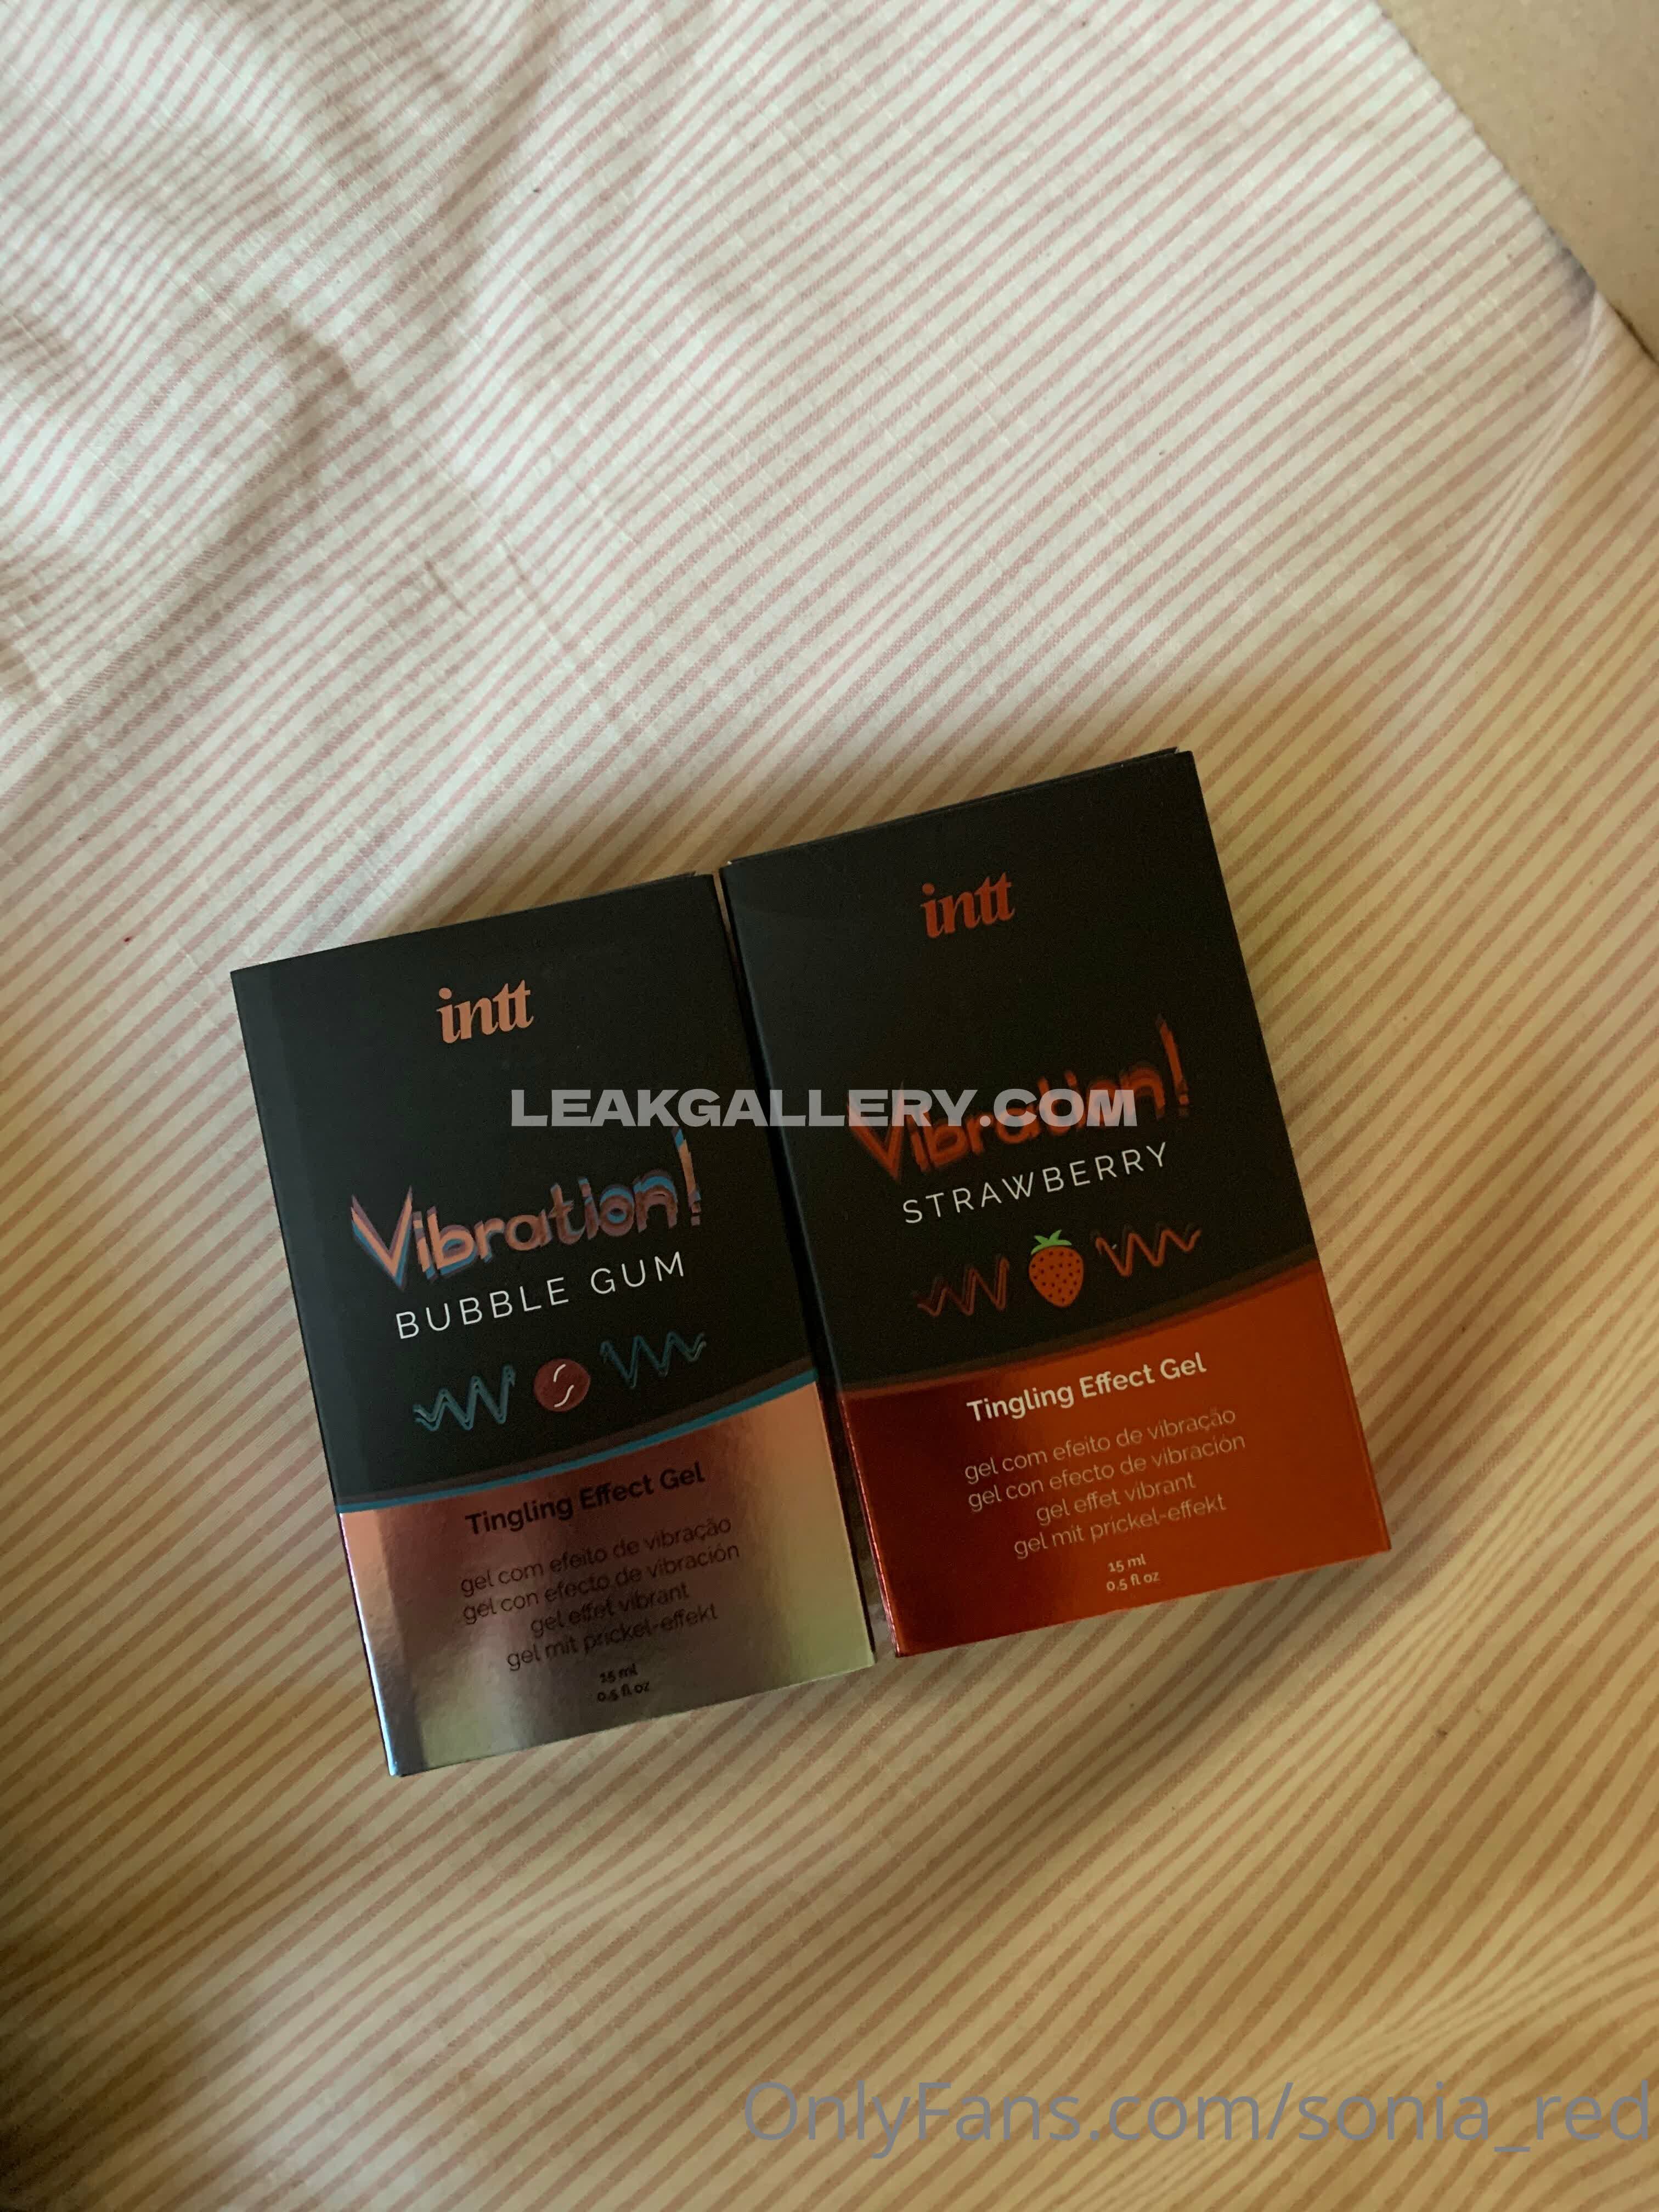 intt
Vibration!
BUBBLE GUM
Tingling Effect Gel
gel com efeito de vibração
gel con efecto de vibración
gel effet vibrant
gel mit prickel-effekt
15 ml
0.5 fl oz
intt
Vibration!
STRAWBERRY
Tingling Effect Gel
gel com efeito de vibração
gel con efecto de vibración
gel effet vibrant
gel mit prickel-effekt
15 ml
0.5 fl oz
LEAKGALLERY.COM
OnlyFans.com/sonia_red